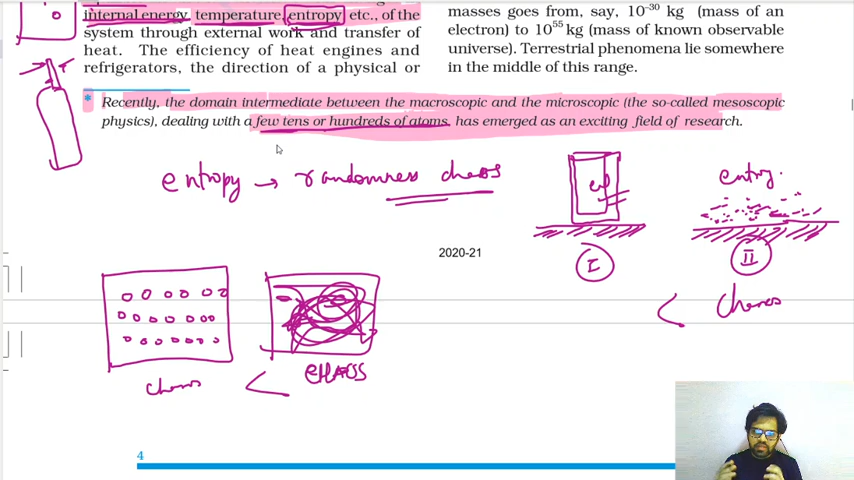 internal energy, temperature, entropy etc., of the
system through external work and transfer of
heat. The efficiency of heat engines and
refrigerators, the direction of a physical or
masses goes from, say, 10⁻³⁰ kg (mass of an
electron) to 10⁵⁵ kg (mass of known observable
universe). Terrestrial phenomena lie somewhere
in the middle of this range.
* Recently, the domain intermediate between the macroscopic and the microscopic (the so-called mesoscopic
physics), dealing with a few tens or hundreds of atoms, has emerged as an exciting field of research.
entropy → randomness chaos
entropy
I
II
2020-21
< chaos
chaos < CHAOS
4